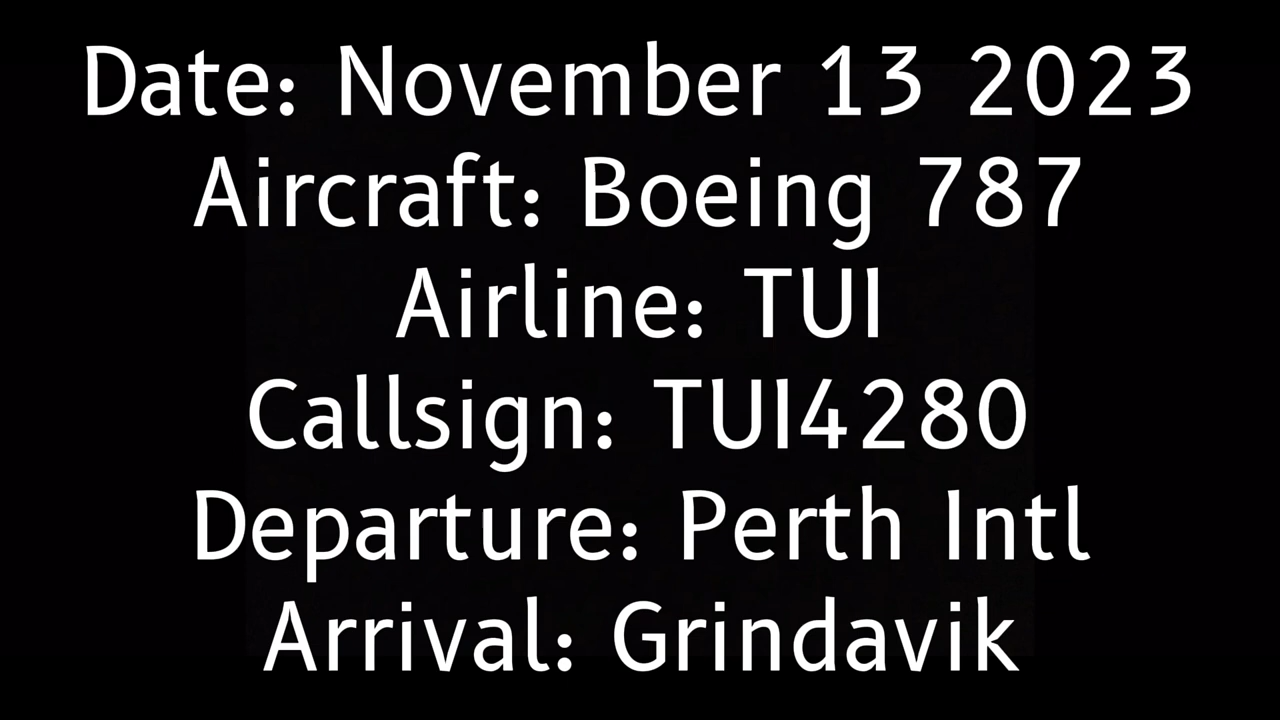 Date: November 13 2023
Aircraft: Boeing 787
Airline: TUI
Callsign: TUI4280
Departure: Perth Intl
Arrival: Grindavik